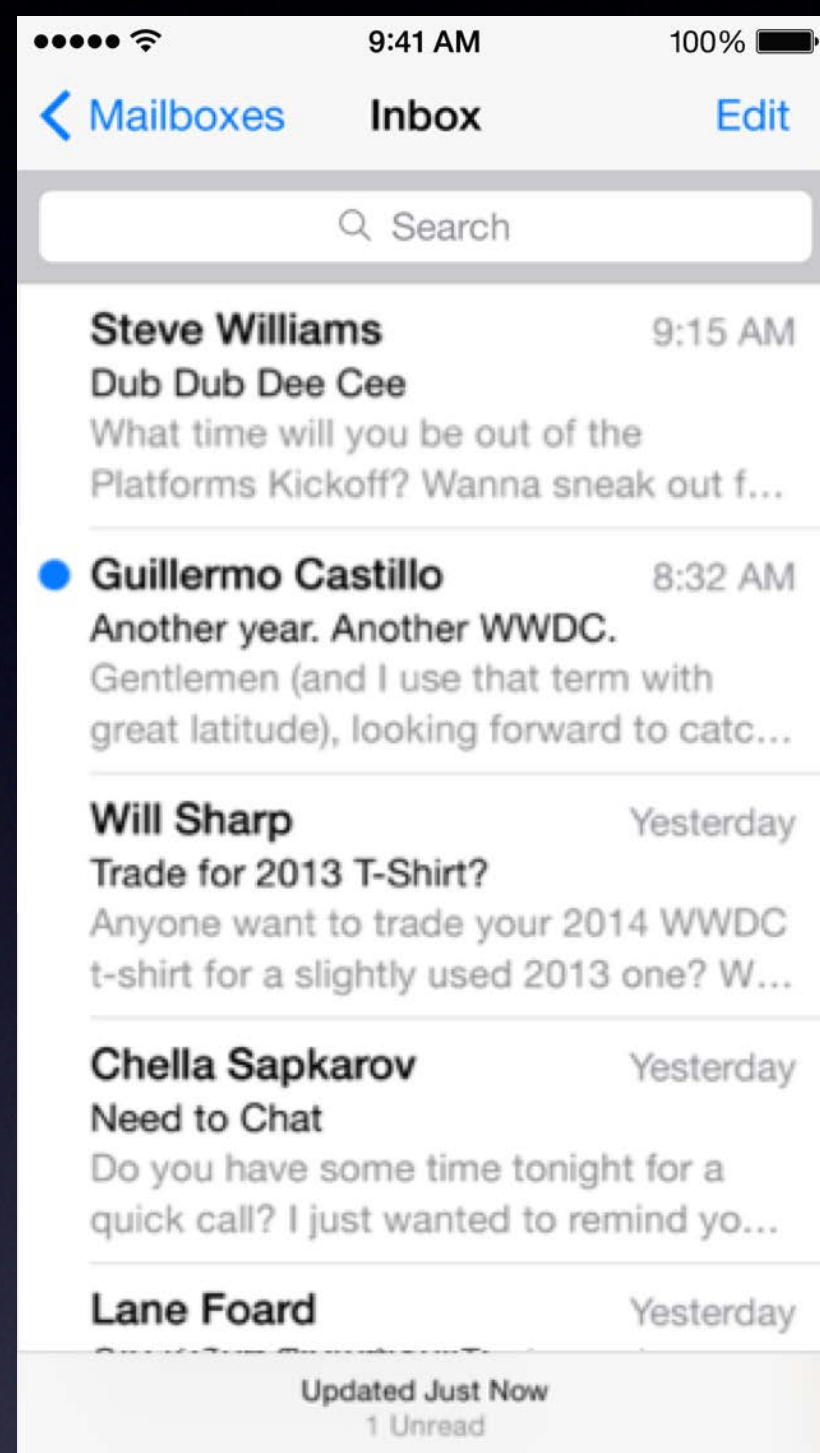 9:41 AM 100%
Mailboxes Inbox Edit
Search
Steve Williams 9:15 AM
Dub Dub Dee Cee
What time will you be out of the
Platforms Kickoff? Wanna sneak out f...
Guillermo Castillo 8:32 AM
Another year. Another WWDC.
Gentlemen (and I use that term with
great latitude), looking forward to catc...
Will Sharp Yesterday
Trade for 2013 T-Shirt?
Anyone want to trade your 2014 WWDC
t-shirt for a slightly used 2013 one? W...
Chella Sapkarov Yesterday
Need to Chat
Do you have some time tonight for a
quick call? I just wanted to remind yo...
Lane Foard Yesterday
Updated Just Now
1 Unread